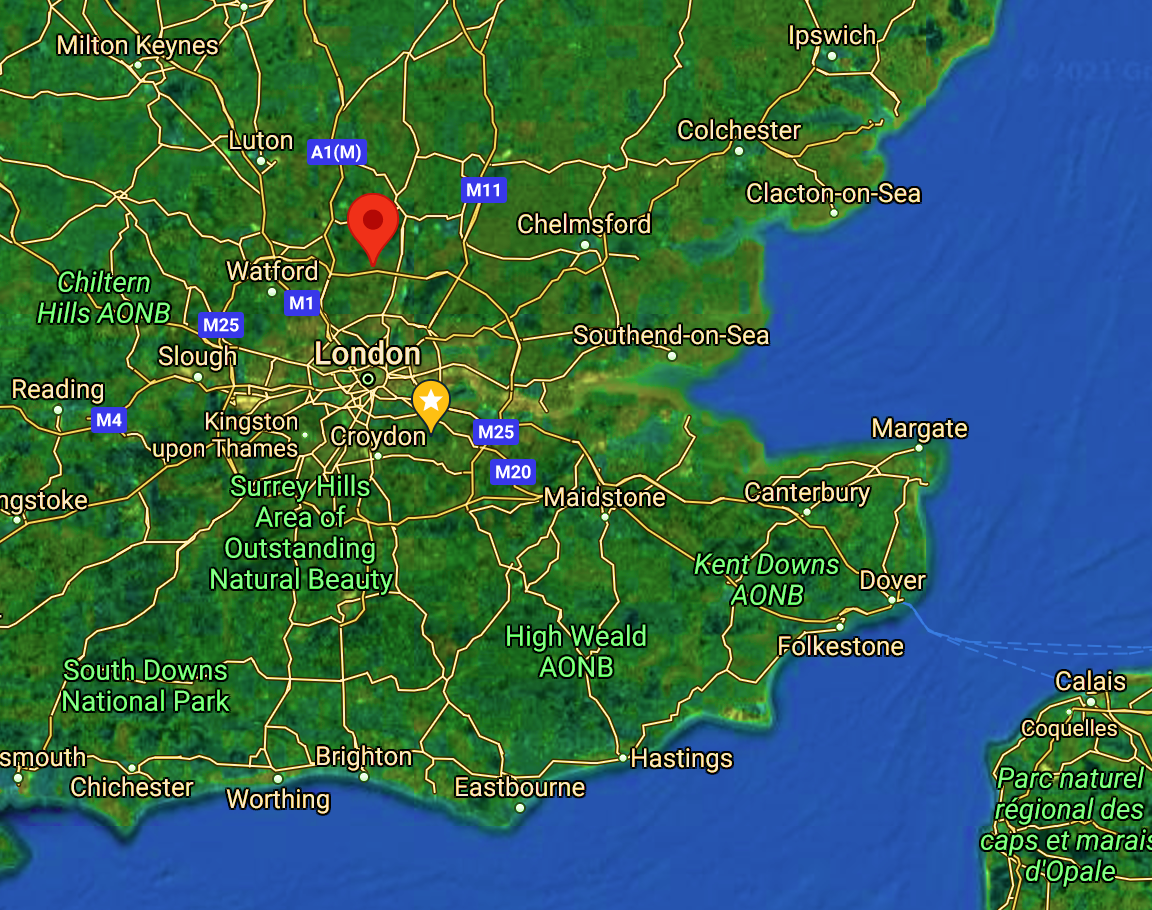 Ipswich
Milton Keynes
© 2021 Go
Colchester
Luton
A1(M)
M11
Clacton-on-Sea
Chelmsford
Watford
Chiltern
Hills AONB
M1
M25
Southend-on-Sea
London
Slough
Reading
M4
Kingston
upon Thames
Croydon
M25
Margate
M20
Surrey Hills
Area of
Outstanding
Natural Beauty
ngstoke
Maidstone
Canterbury
Kent Downs
AONB
Dover
High Weald
AONB
Folkestone
South Downs
National Park
Calais
Coquelles
smouth
Chichester
Brighton
Worthing
Hastings
Eastbourne
Parc naturel
régional des
caps et marais
d'Opale